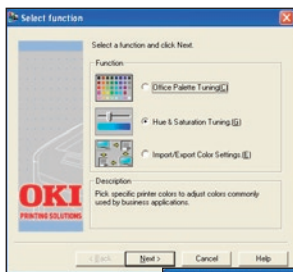 Select function
Select a function and click Next.
Function
Office Palette Tuning(C)
Hue & Saturation Tuning.(G)
Import/Export Color Settings.(E)
OKI
PRINTING SOLUTIONS
Description
Pick specific printer colors to adjust colors commonly
used by business applications.
< Back
Next >
Cancel
Help